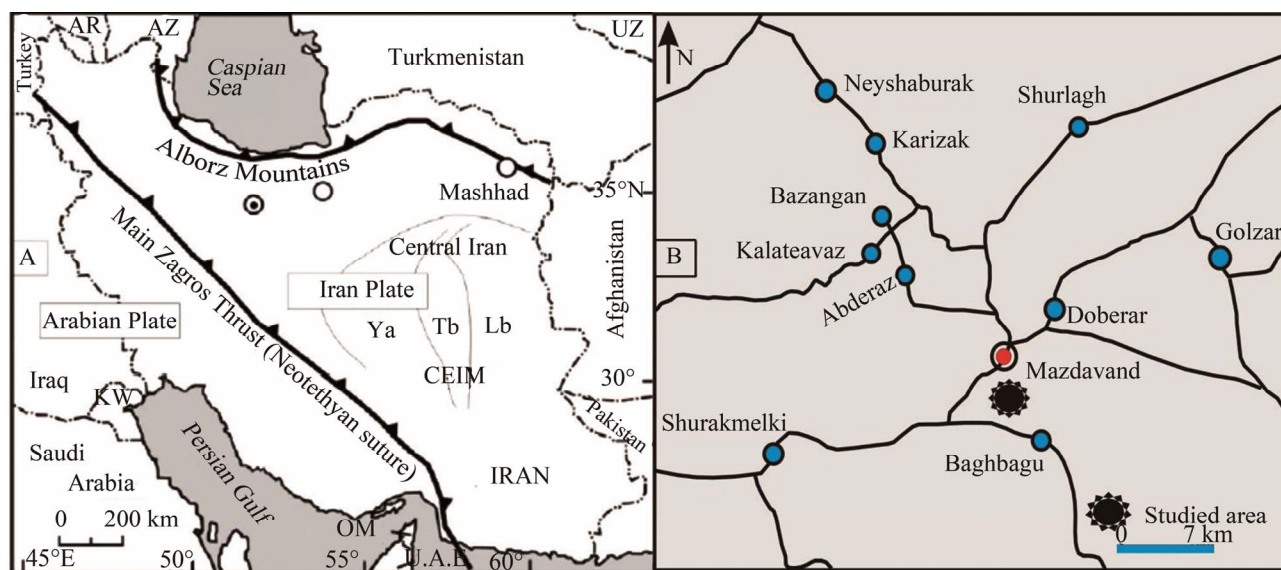 AR
AZ
UZ
Turkey
Caspian
Sea
Turkmenistan
Alborz Mountains
Mashhad
35°N
A
Central Iran
Main Zagros Thrust (Neotethyan suture)
Iran Plate
Afghanistan
Arabian Plate
Ya
Tb
Lb
CEIM
Iraq
30°
KW
Pakistan
Saudi
Arabia
Persian Gulf
IRAN
0 200 km
OM
U.A.E
45°E
50°
55°
60°
N
Neyshaburak
Shurlagh
Karizak
Bazangan
Kalateavaz
Golzar
B
Abderaz
Doberar
Mazdavand
Shurakmelki
Baghbagu
Studied area
0 7 km